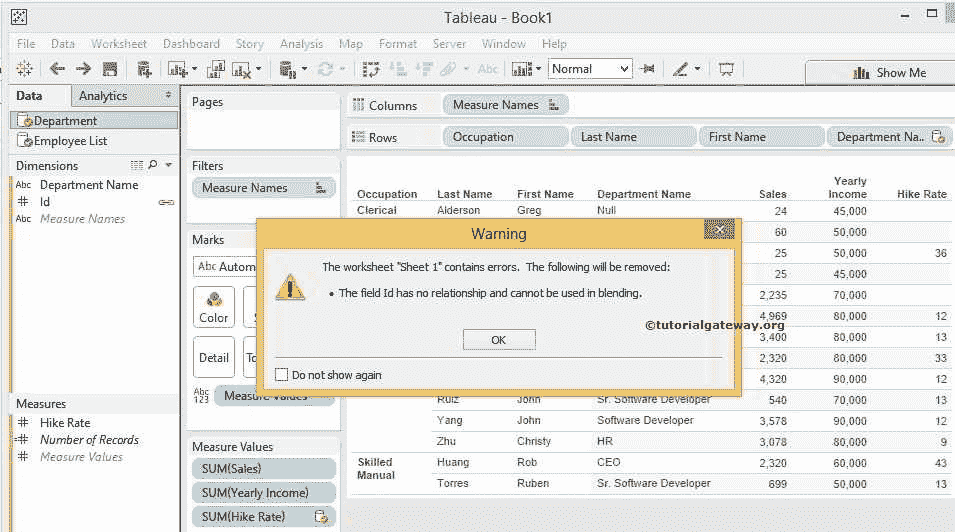 Tableau - Book1
File Data Worksheet Dashboard Story Analysis Map Format Server Window Help
Abc Normal Show Me
Data Analytics
Department
Employee List
Dimensions
Abc Department Name
# Id
Abc Measure Names
Measures
# Hike Rate
=# Number of Records
# Measure Values
Pages
Filters
Measure Names
Marks
Abc Autom
Color
Detail
Abc
123 Measure Values
Measure Values
SUM(Sales)
SUM(Yearly Income)
SUM(Hike Rate)
Columns Measure Names
Rows Occupation Last Name First Name Department Na..
Yearly
Occupation Last Name First Name Department Name Sales Income Hike Rate
Clerical Alderson Greg Null 24 45,000
60 50,000
25 50,000 36
25 45,000
2,235 70,000
4,969 80,000 12
3,400 80,000 13
2,320 80,000 33
4,320 90,000 12
Ruiz John Sr. Software Developer 540 70,000 13
Yang John Software Developer 3,578 90,000 12
Zhu Christy HR 3,078 80,000 9
Skilled Manual Huang Rob CEO 2,320 60,000 43
Torres Ruben Sr. Software Developer 699 50,000 13
Warning
The worksheet "Sheet 1" contains errors. The following will be removed:
• The field Id has no relationship and cannot be used in blending.
OK
Do not show again
©tutorialgateway.org